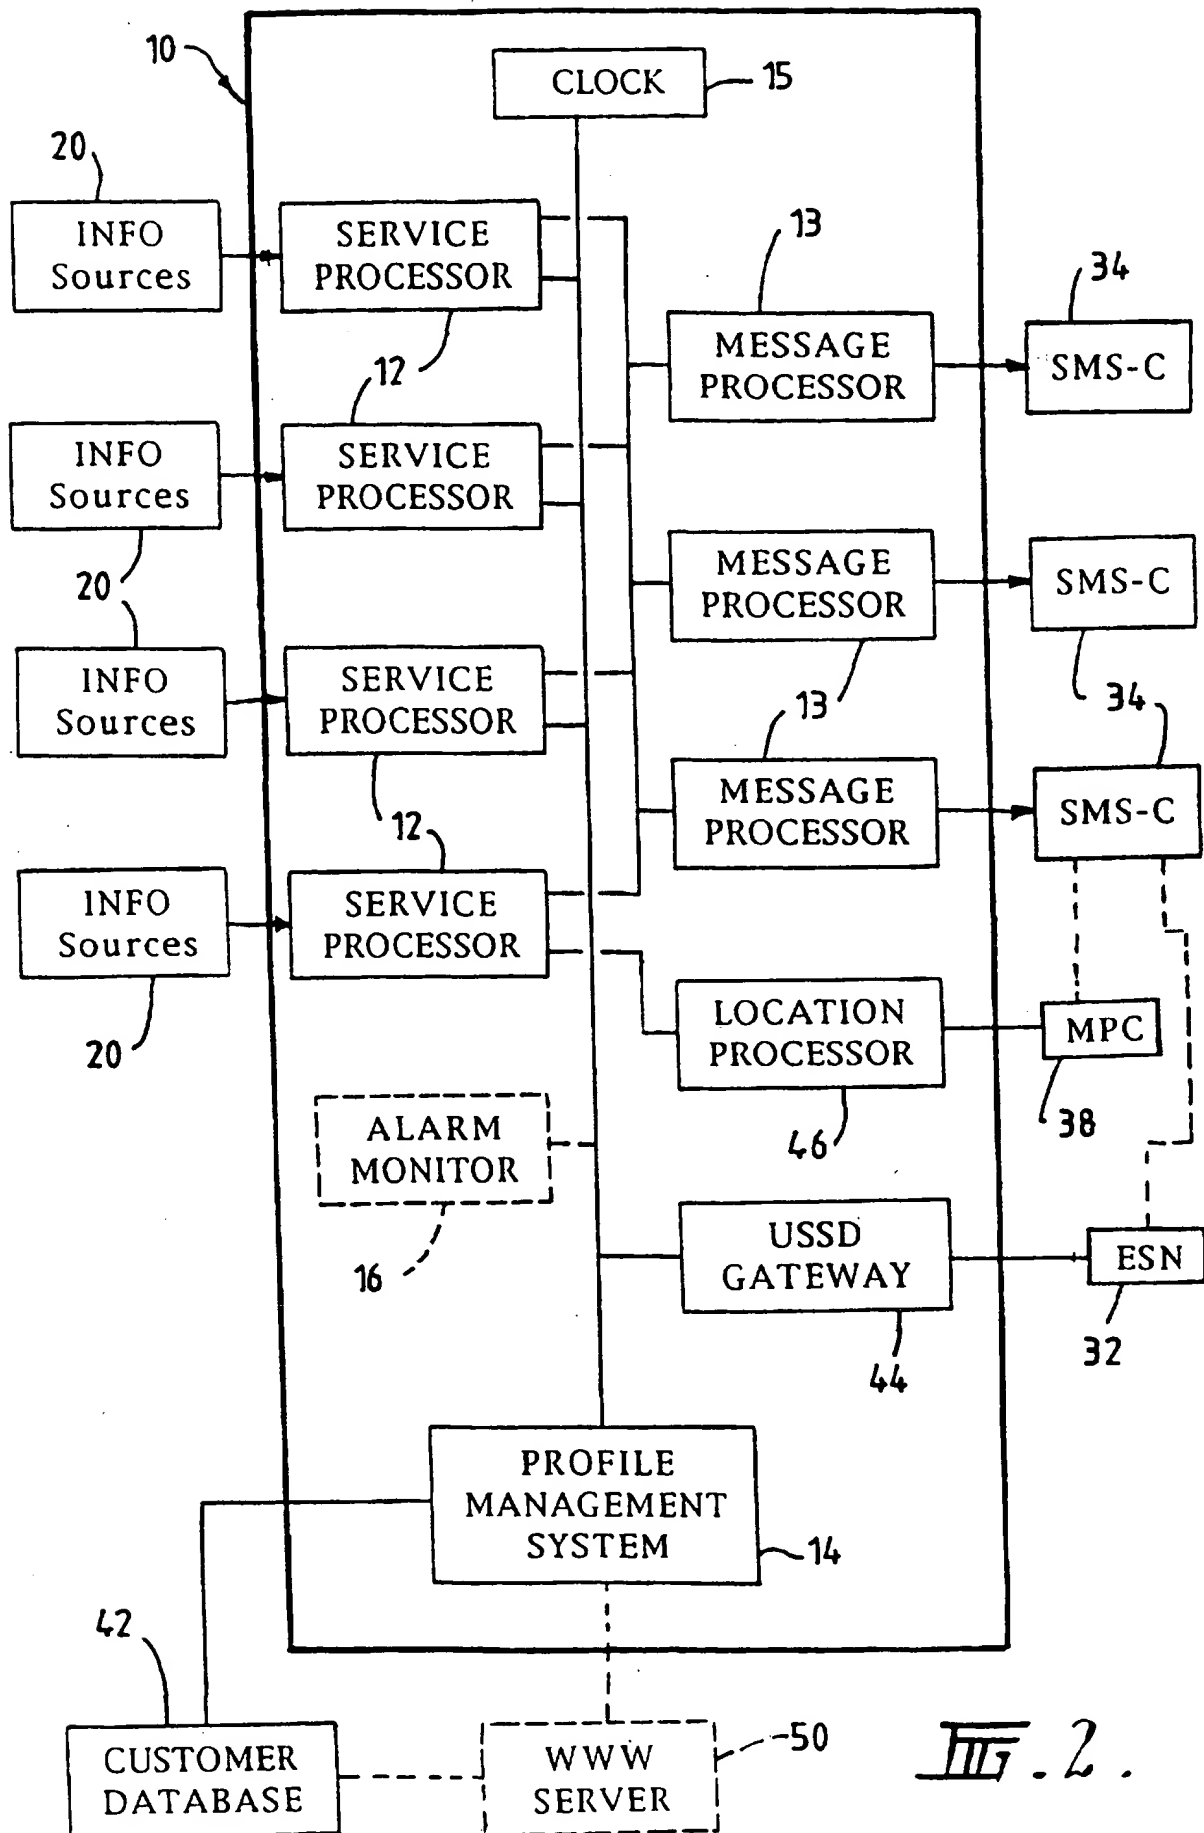 10
CLOCK
15
20
INFO
Sources
SERVICE
PROCESSOR
13
34
MESSAGE
PROCESSOR
SMS-C
12
INFO
Sources
SERVICE
PROCESSOR
20
MESSAGE
PROCESSOR
SMS-C
INFO
Sources
SERVICE
PROCESSOR
13
34
MESSAGE
PROCESSOR
SMS-C
12
INFO
Sources
SERVICE
PROCESSOR
20
LOCATION
PROCESSOR
MPC
46
38
ALARM
MONITOR
16
USSD
GATEWAY
ESN
44
32
PROFILE
MANAGEMENT
SYSTEM
14
42
CUSTOMER
DATABASE
WWW
SERVER
50
FIG. 2.